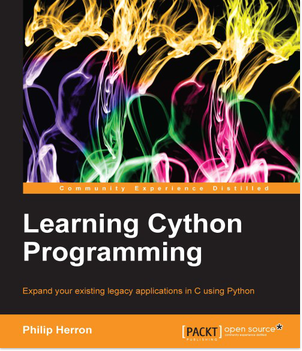 Community Experience Distilled
Learning Cython
Programming
Expand your existing legacy applications in C using Python
Philip Herron
[PACKT] open source*
PUBLISHING